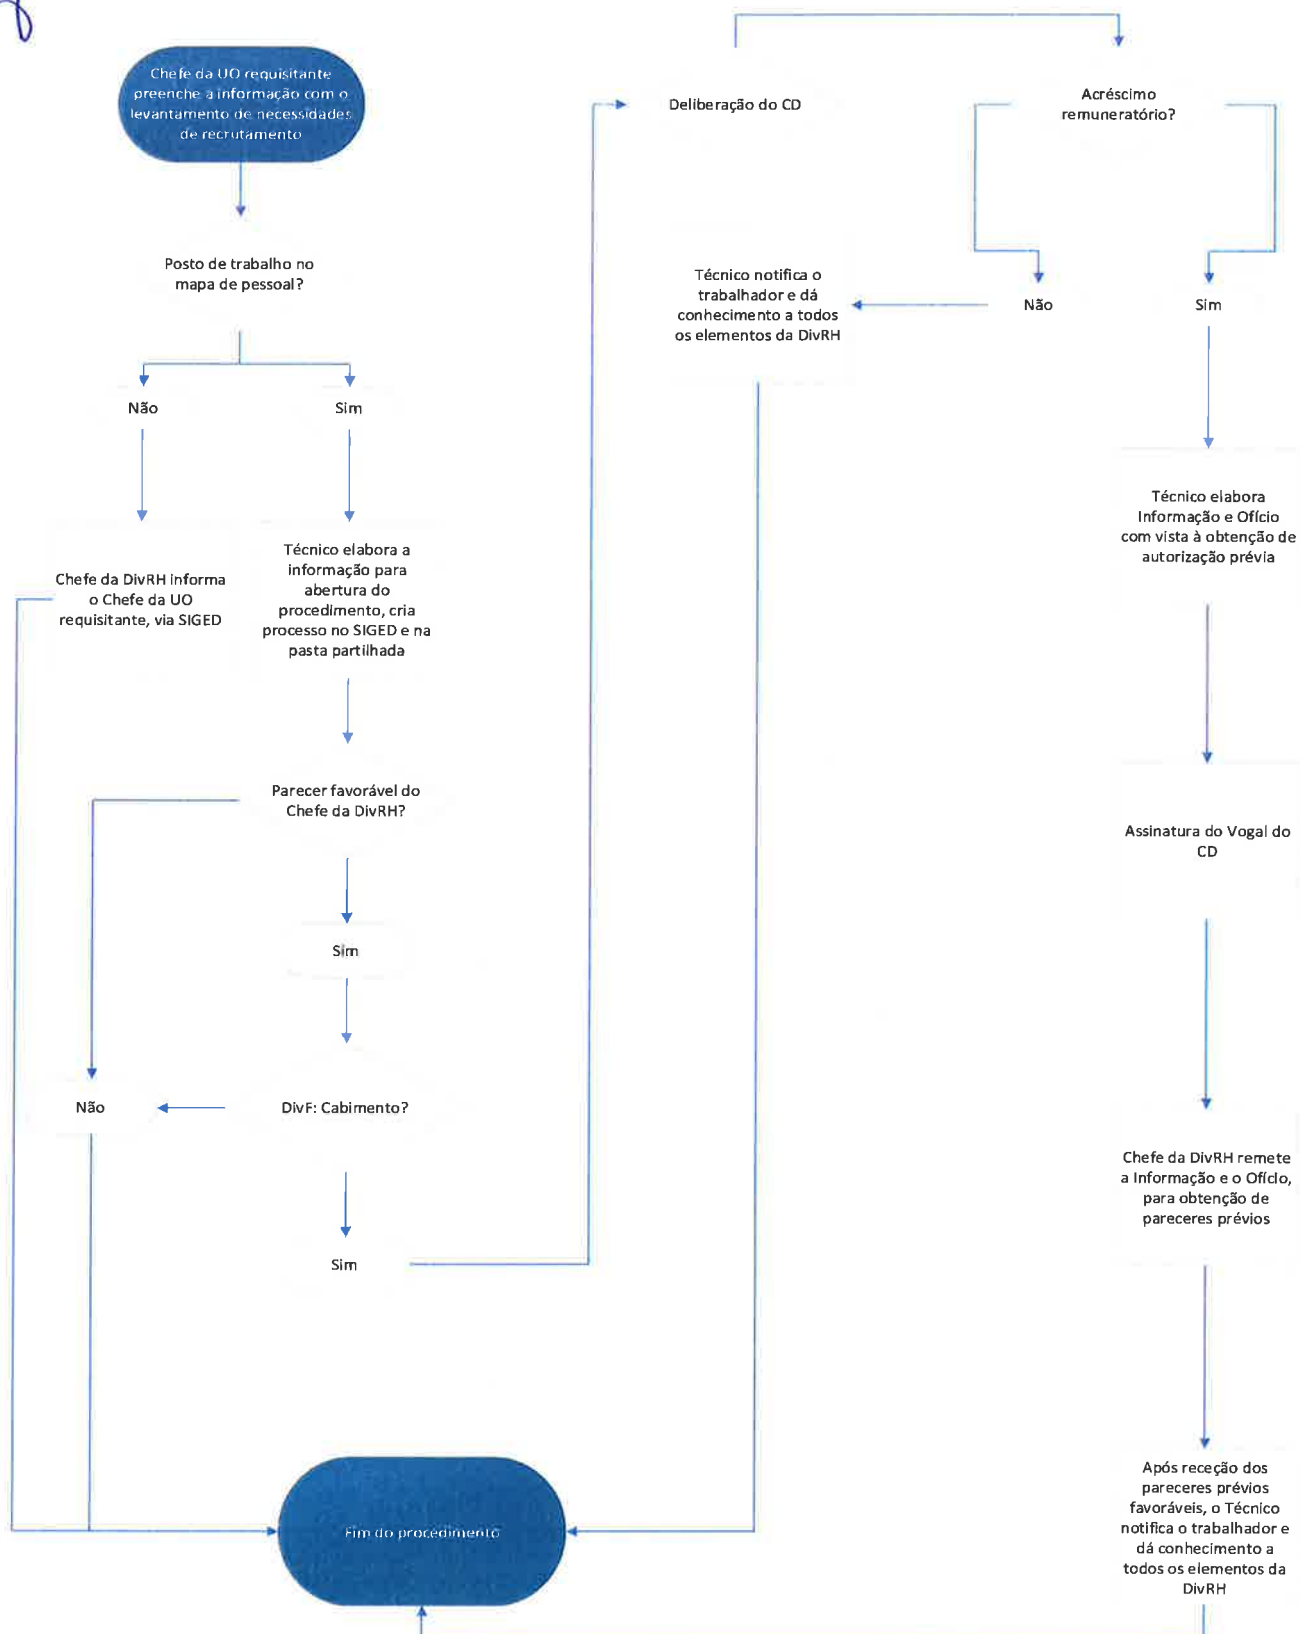 Chefe da UO requisitante
preenche a informação com o
levantamento de necessidades
de recrutamento
Posto de trabalho no
mapa de pessoal?
Não
Sim
Chefe da DivRH informa
o Chefe da UO
requisitante, via SIGED
Técnico elabora a
informação para
abertura do
procedimento, cria
processo no SIGED e na
pasta partilhada
Parecer favorável do
Chefe da DivRH?
Sim
Não
DivF: Cabimento?
Sim
Deliberação do CD
Acréscimo
remuneratório?
Técnico notifica o
trabalhador e dá
conhecimento a todos
os elementos da DivRH
Não
Sim
Técnico elabora
Informação e Ofício
com vista à obtenção de
autorização prévia
Assinatura do Vogal do
CD
Chefe da DivRH remete
a Informação e o Ofício,
para obtenção de
pareceres prévios
Após receção dos
pareceres prévios
favoráveis, o Técnico
notifica o trabalhador e
dá conhecimento a
todos os elementos da
DivRH
Fim do procedimento